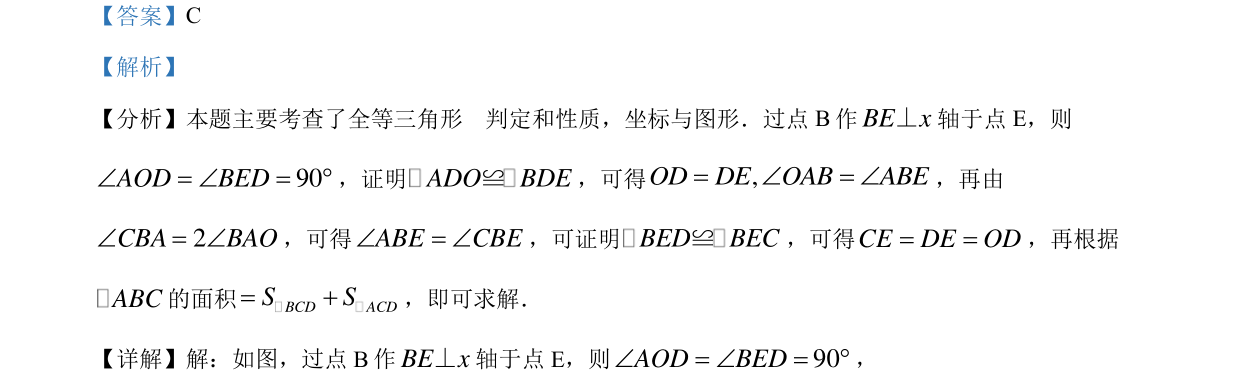 【答案】C
【解析】
【分析】本题主要考查了全等三角形 判定和性质，坐标与图形．过点 B 作 BE⊥x 轴于点 E，则
∠AOD = ∠BED = 90°，证明□ADO≌□BDE，可得OD = DE,∠OAB = ∠ABE，再由
∠CBA = 2∠BAO，可得∠ABE = ∠CBE，可证明□BED≌□BEC，可得CE = DE = OD，再根据
□ABC 的面积= S□BCD + S□ACD，即可求解．
【详解】解：如图，过点 B 作 BE⊥x 轴于点 E，则∠AOD = ∠BED = 90°，